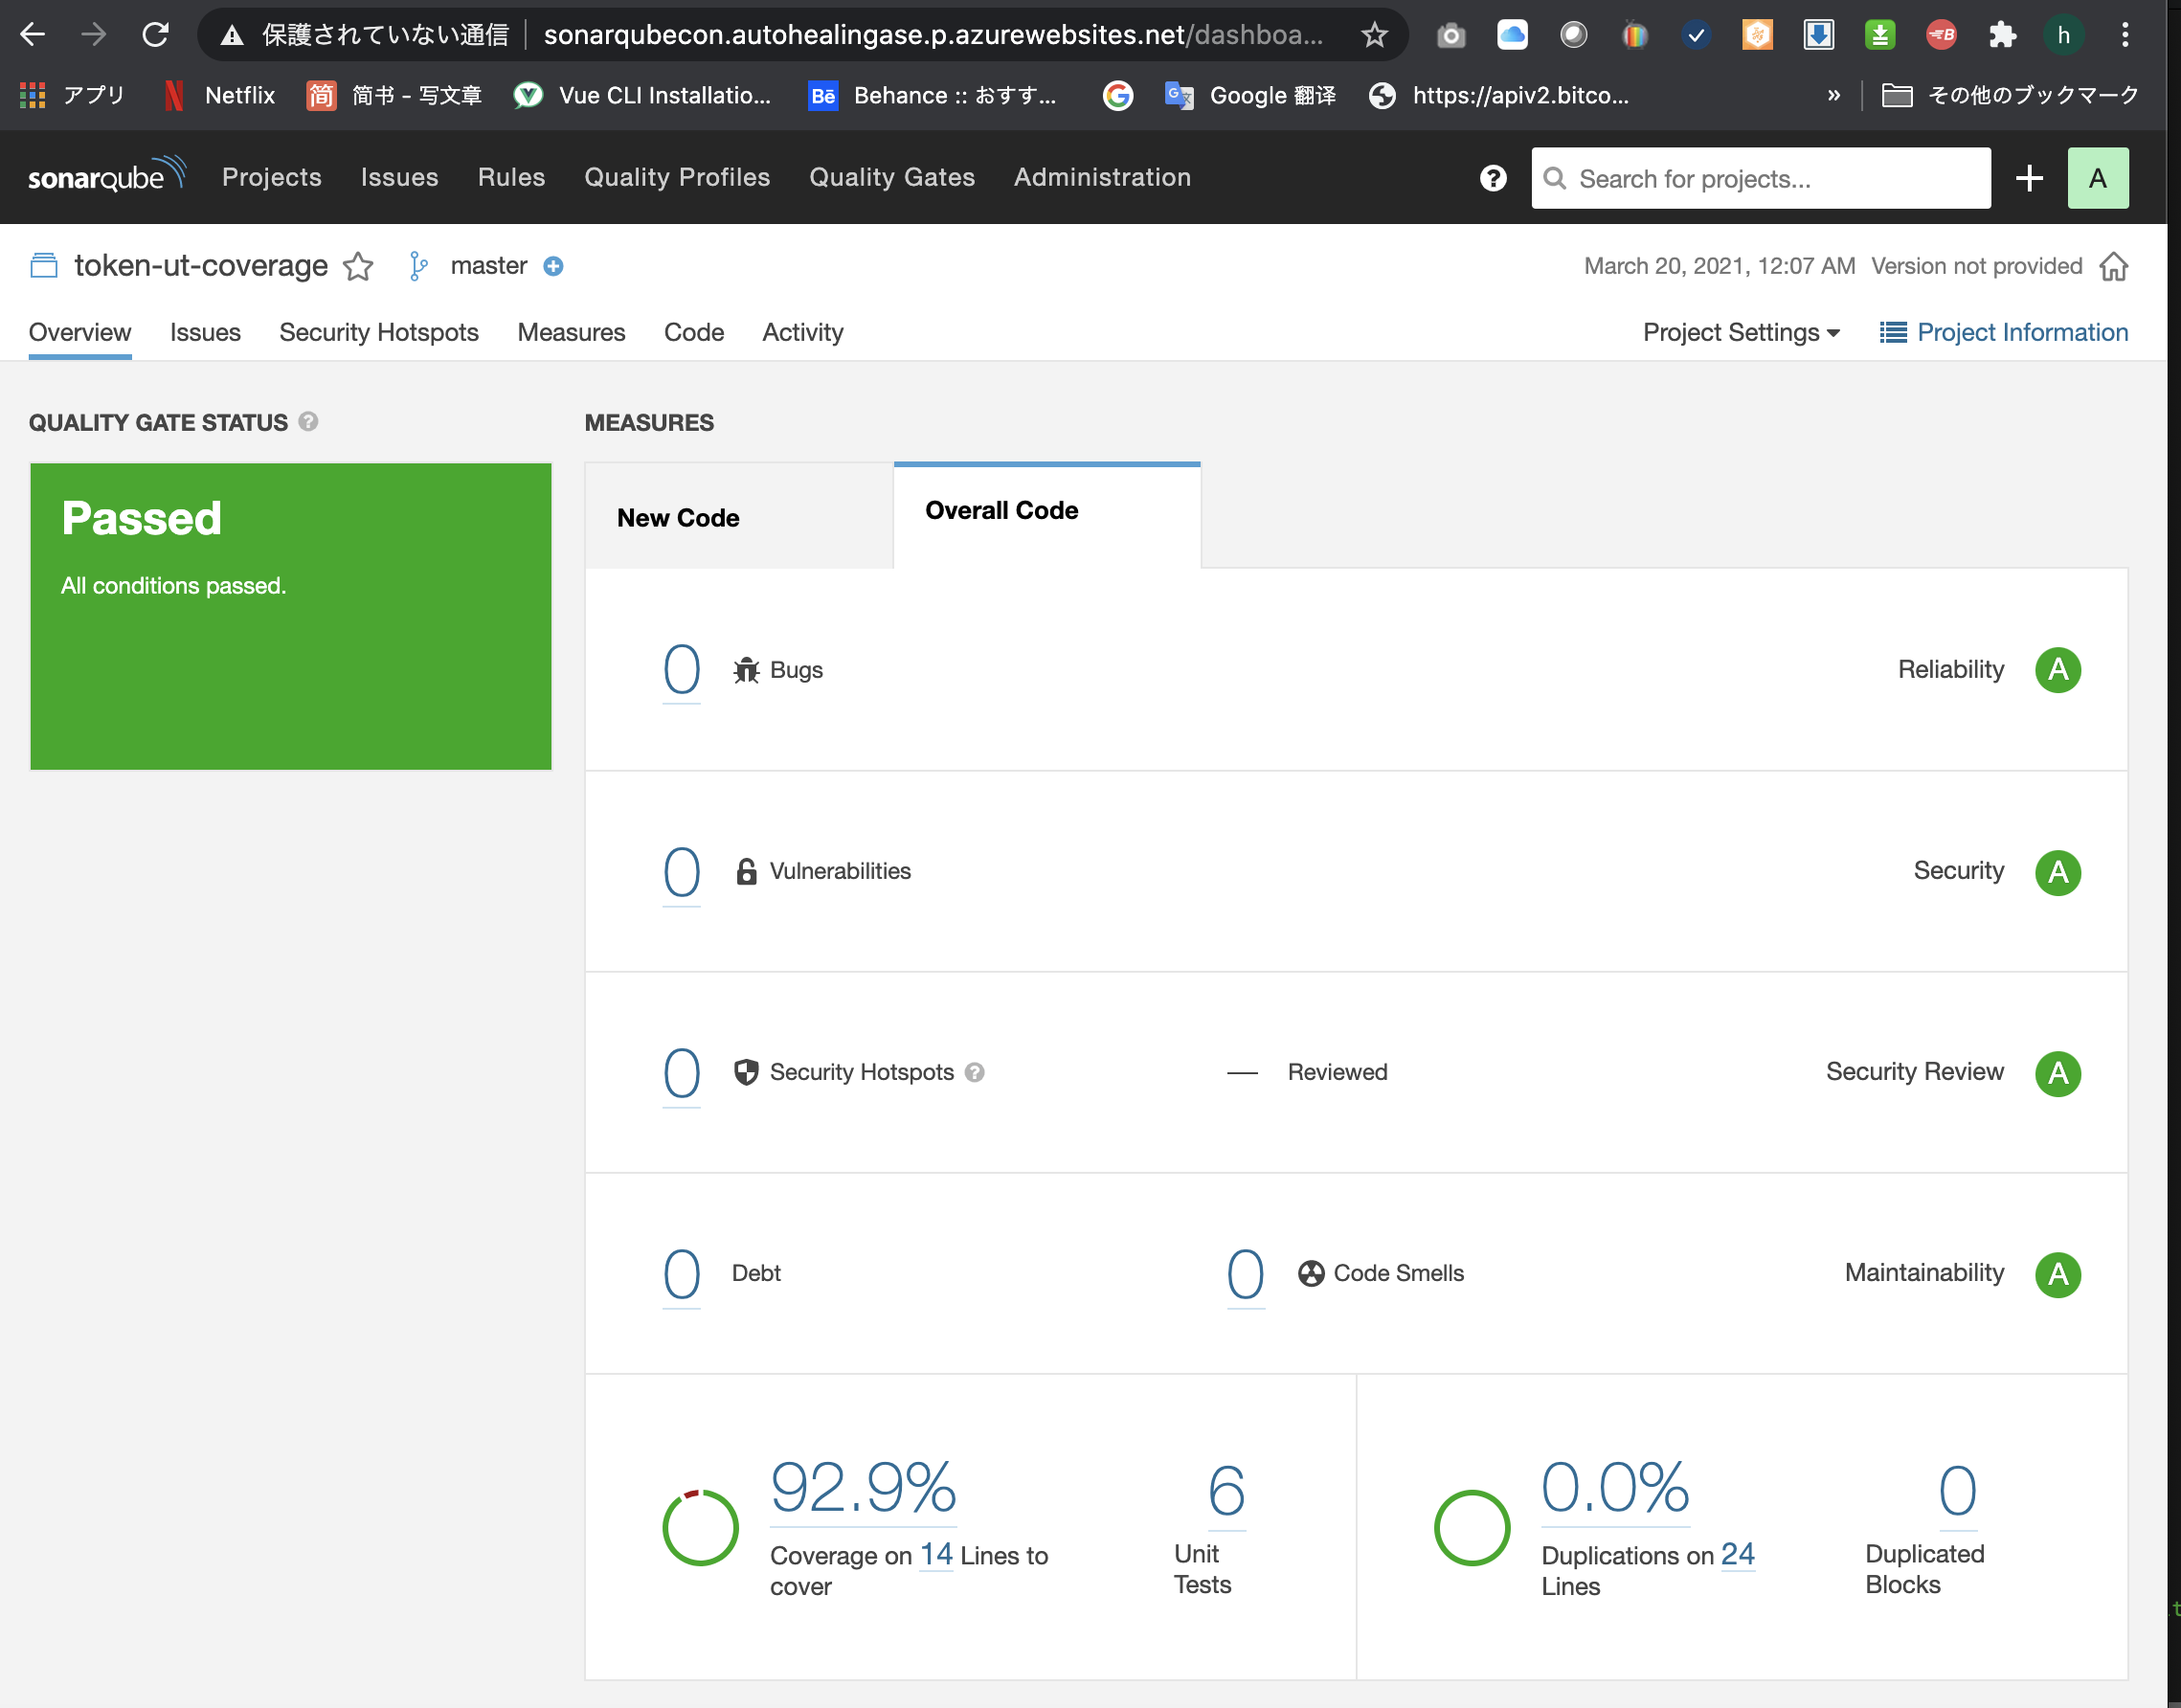 保護されていない通信 sonarqubecon.autohealingase.p.azurewebsites.net/dashboa... h
アプリ Netflix 简 简书 - 写文章 Vue CLI Installatio... Bē Behance :: おすす... Google 翻译 https://apiv2.bitco... » その他のブックマーク
sonarqube Projects Issues Rules Quality Profiles Quality Gates Administration Search for projects... A
token-ut-coverage master March 20, 2021, 12:07 AM Version not provided
Overview Issues Security Hotspots Measures Code Activity Project Settings Project Information
QUALITY GATE STATUS MEASURES
Passed
All conditions passed.
New Code Overall Code
0 Bugs Reliability A
0 Vulnerabilities Security A
0 Security Hotspots — Reviewed Security Review A
0 Debt 0 Code Smells Maintainability A
92.9% 6 0.0% 0
Coverage on 14 Lines to cover Unit Tests Duplications on 24 Lines Duplicated Blocks